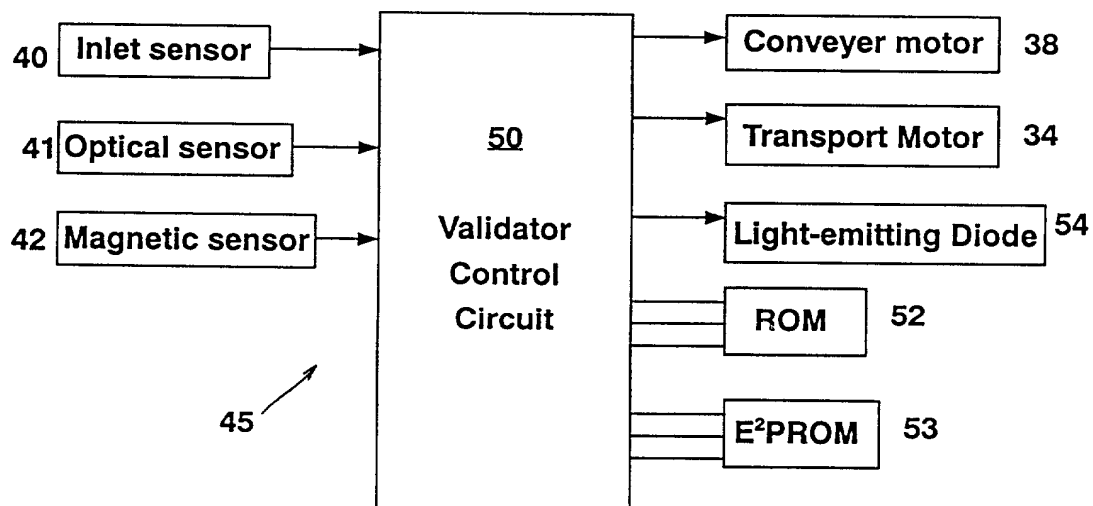 40 Inlet sensor
41 Optical sensor
42 Magnetic sensor
45
50
Validator
Control
Circuit
Conveyer motor 38
Transport Motor 34
Light-emitting Diode 54
ROM 52
E²PROM 53